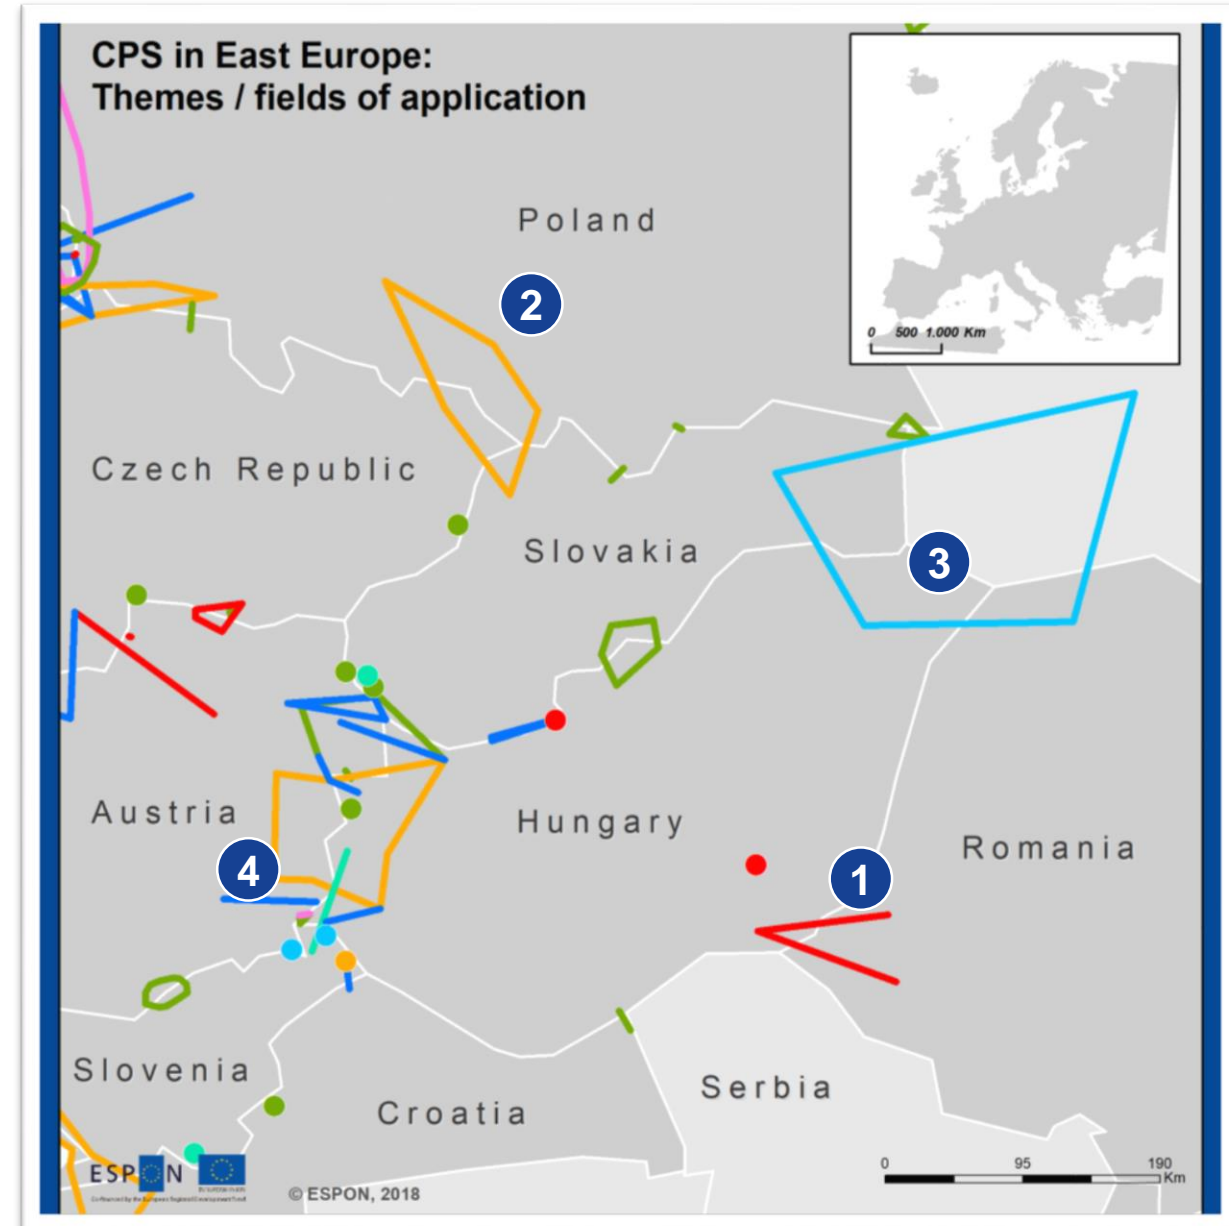 CPS in East Europe:
Themes / fields of application
0 500 1.000 Km
Poland
2
Czech Republic
Slovakia
3
Austria
Hungary
4
1
Romania
Slovenia
Serbia
Croatia
ESPON
© ESPON, 2018
0 95 190
Km